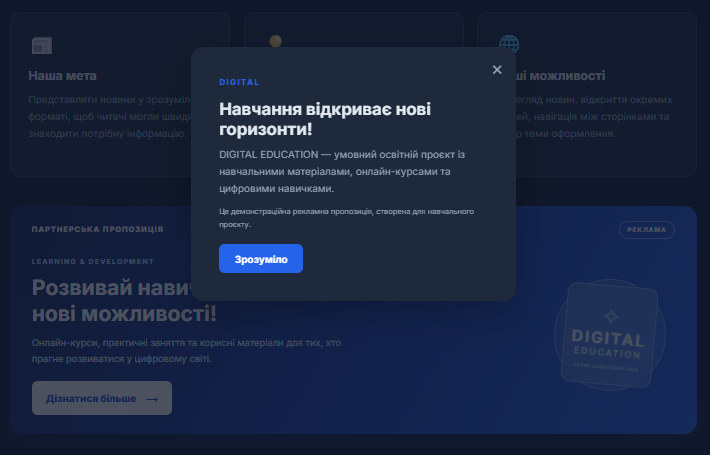 Наша мета
Представляти новини у зрозуміло
форматі, щоб читачі могли швидк
знаходити потрібну інформацію.
ші можливості
егляд новин, відкриття окремих
ей, навігація між сторінками та
р теми оформлення.
DIGITAL
Навчання відкриває нові
горизонти!
DIGITAL EDUCATION — умовний освітній проєкт із
навчальними матеріалами, онлайн-курсами та
цифровими навичками.
Це демонстраційна рекламна пропозиція, створена для навчального
проєкту.
Зрозуміло
ПАРТНЕРСЬКА ПРОПОЗИЦІЯ
РЕКЛАМА
LEARNING & DEVELOPMENT
Розвивай навич
нові можливості!
Онлайн-курси, практичні заняття та корисні матеріали для тих, хто
прагне розвиватися у цифровому світі.
Дізнатися більше →
DIGITAL
EDUCATION